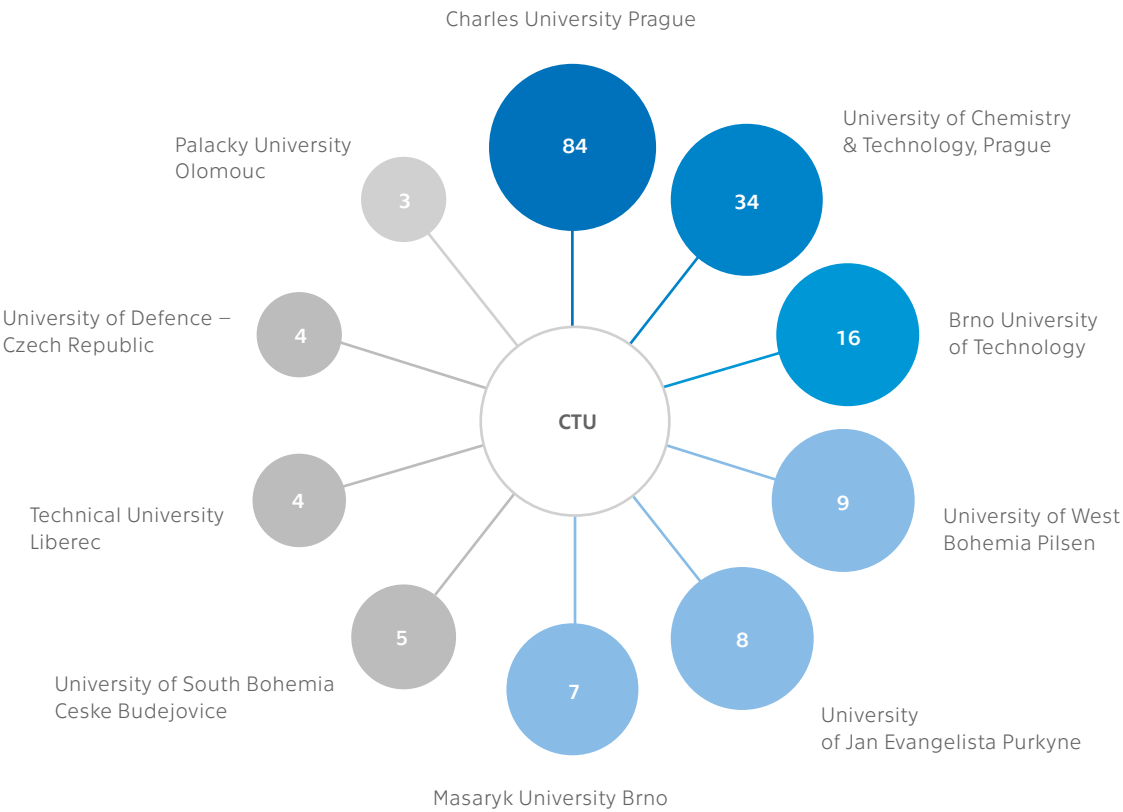 Charles University Prague
84
University of Chemistry
& Technology, Prague
34
Brno University
of Technology
16
University of West
Bohemia Pilsen
9
University
of Jan Evangelista Purkyne
8
Masaryk University Brno
7
University of South Bohemia
Ceske Budejovice
5
Technical University
Liberec
4
University of Defence –
Czech Republic
4
Palacky University
Olomouc
3
CTU